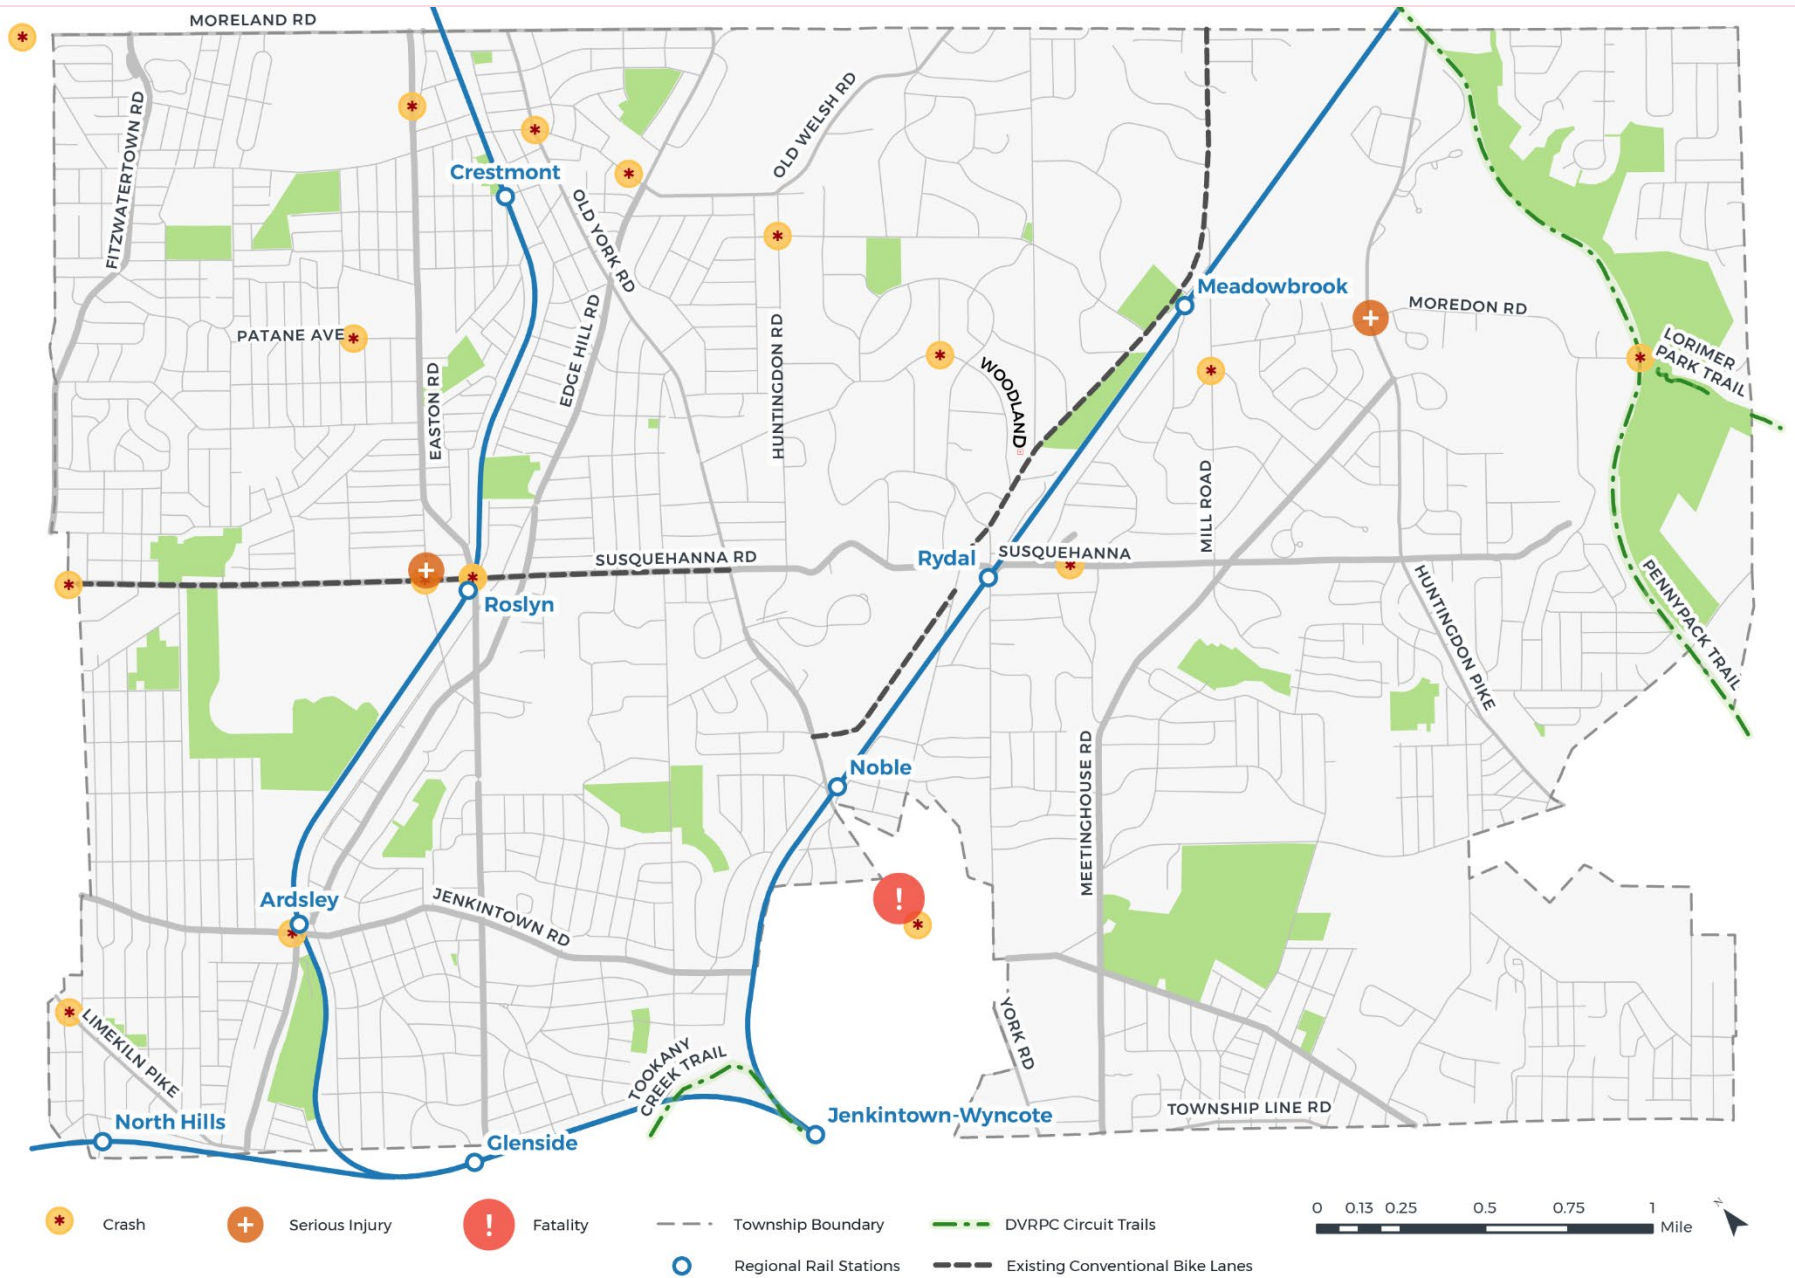 MORELAND RD
FITZWATERTOWN RD
OLD WELSH RD
Crestmont
OLD YORK RD
Meadowbrook
MOREDON RD
PATANE AVE
EASTON RD
EDGE HILL RD
HUNTINGDON RD
WOODLAND
LORIMER
PARK TRAIL
MILL ROAD
SUSQUEHANNA RD
Rydal
SUSQUEHANNA
Roslyn
HUNTINGDON PIKE
PENNYPACK TRAIL
Noble
MEETINGHOUSE RD
Ardsley
JENKINTOWN RD
YORK RD
LIMEKILN PIKE
TOOKANY
CREEK TRAIL
North Hills
Glenside
Jenkintown-Wyncote
TOWNSHIP LINE RD
Crash
Serious Injury
Fatality
Township Boundary
DVRPC Circuit Trails
Regional Rail Stations
Existing Conventional Bike Lanes
0 0.13 0.25 0.5 0.75 1
Mile
N